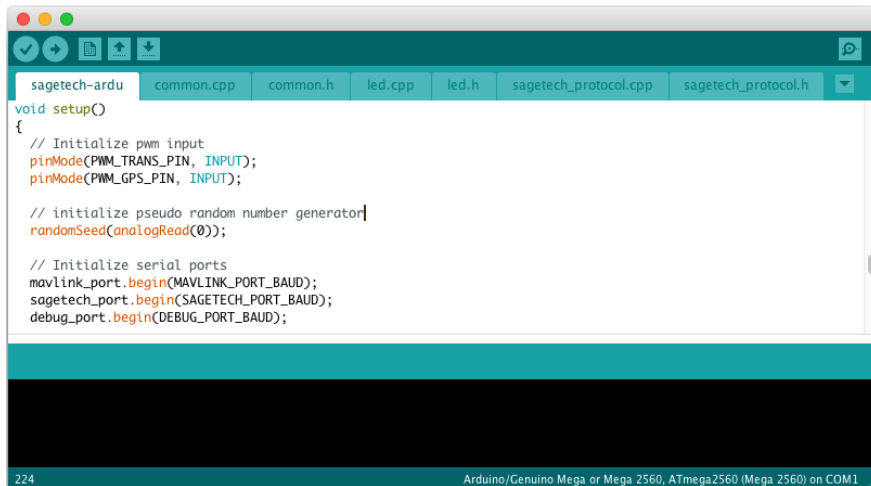 sagetech-ardu common.cpp common.h led.cpp led.h sagetech_protocol.cpp sagetech_protocol.h
void setup()
{
  // Initialize pwm input
  pinMode(PWM_TRANS_PIN, INPUT);
  pinMode(PWM_GPS_PIN, INPUT);

  // initialize pseudo random number generator
  randomSeed(analogRead(0));

  // Initialize serial ports
  mavlink_port.begin(MAVLINK_PORT_BAUD);
  sagetech_port.begin(SAGETECH_PORT_BAUD);
  debug_port.begin(DEBUG_PORT_BAUD);
224 Arduino/Genuino Mega or Mega 2560, ATmega2560 (Mega 2560) on COM1